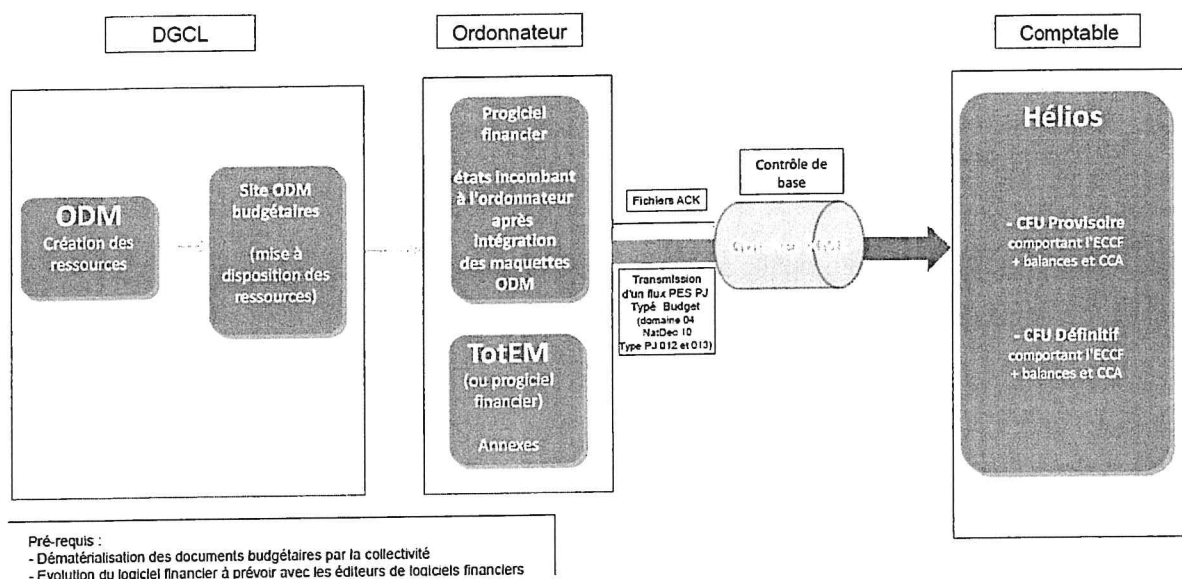 DGCL
Ordonnateur
Comptable
ODM
Création des
ressources
Site ODM
budgétaires
(mise à
disposition des
ressources)
Progiciel
financier
états incombant
à l'ordonnateur
après
intégration
des maquettes
ODM
TotEM
(ou progiciel
financier)
Annexes
Fichiers ACK
Transmission
d'un flux PES PJ
Typé Budget
(domaine 04
NatDec 10
Type PJ 012 et 013)
Contrôle de
base
Hélios
- CFU Provisoire
comportant l'ECCF
+ balances et CCA
- CFU Définitif
comportant l'ECCF
+ balances et CCA
Pré-requis :
- Dématérialisation des documents budgétaires par la collectivité
- Evolution du logiciel financier à prévoir avec les éditeurs de logiciels financiers